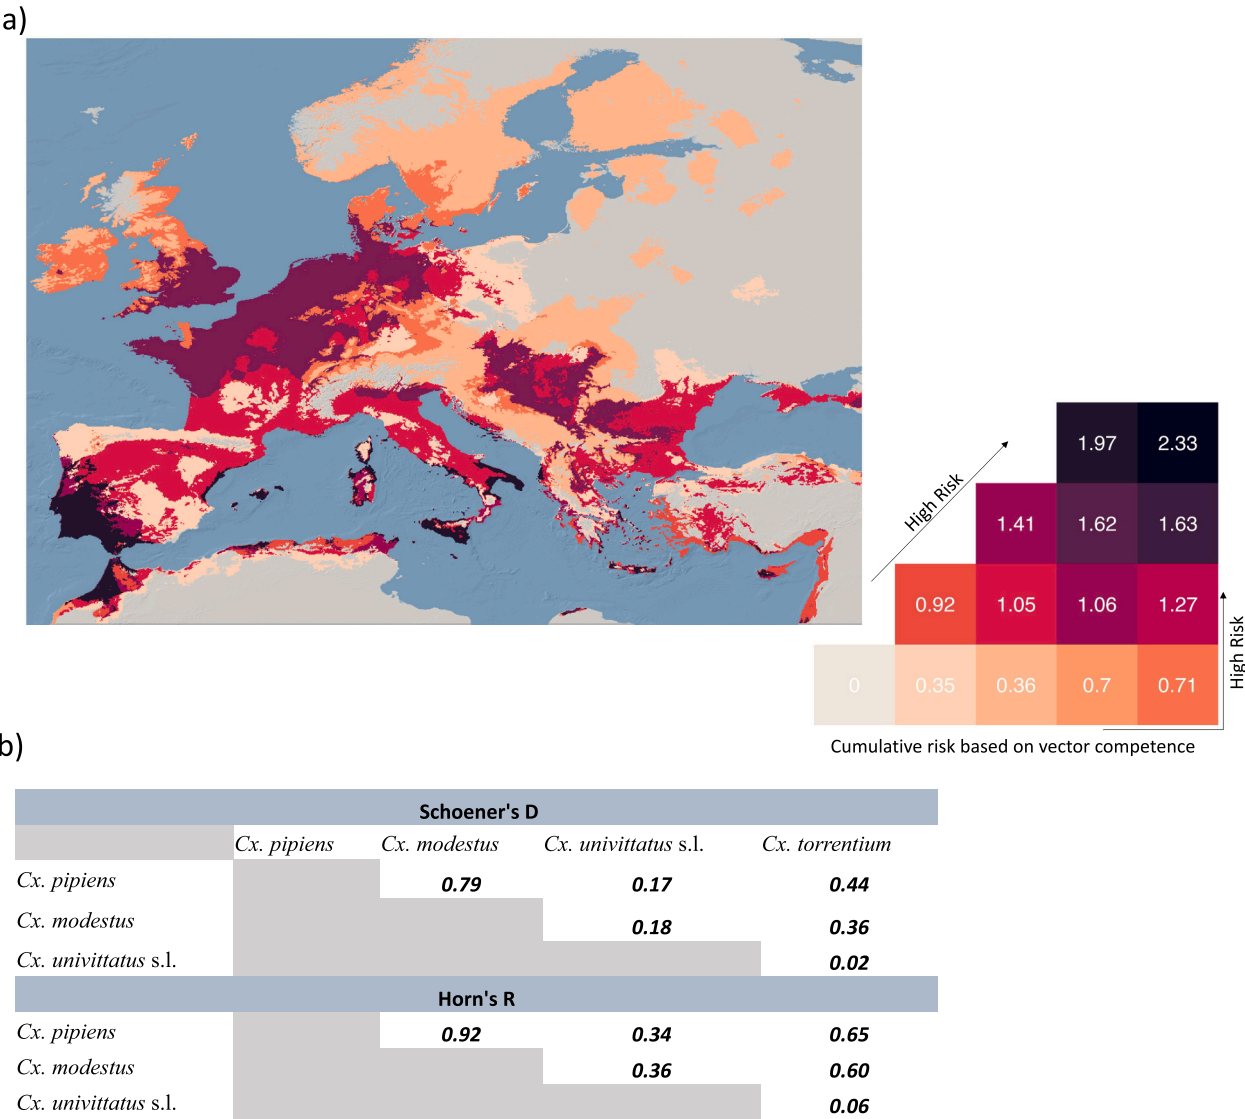 a)
1.97 2.33
High Risk
1.41 1.62 1.63
0.92 1.05 1.06 1.27
High Risk
0 0.35 0.36 0.7 0.71
Cumulative risk based on vector competence
b)
Schoener's D
Cx. pipiens Cx. modestus Cx. univittatus s.l. Cx. torrentium
Cx. pipiens 0.79 0.17 0.44
Cx. modestus 0.18 0.36
Cx. univittatus s.l. 0.02
Horn's R
Cx. pipiens 0.92 0.34 0.65
Cx. modestus 0.36 0.60
Cx. univittatus s.l. 0.06